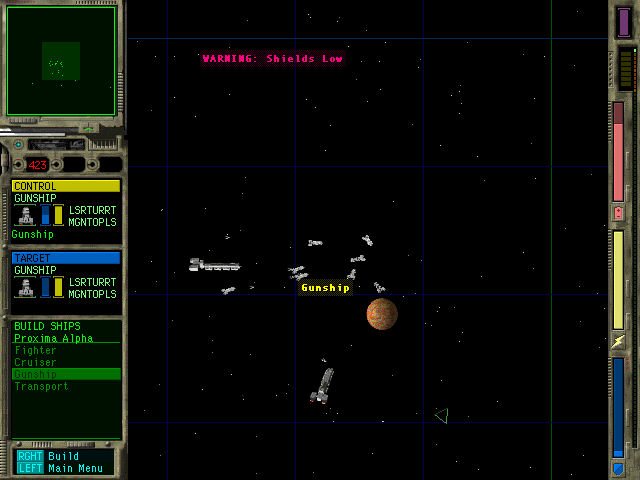 WARNING: Shields Low
423
CONTROL
GUNSHIP
LSRTURRT
MGNTOPLS
Gunship
TARGET
GUNSHIP
LSRTURRT
MGNTOPLS
Gunship
BUILD SHIPS
Proxima Alpha
Fighter
Cruiser
Gunship
Transport
RGHT Build
LEFT Main Menu